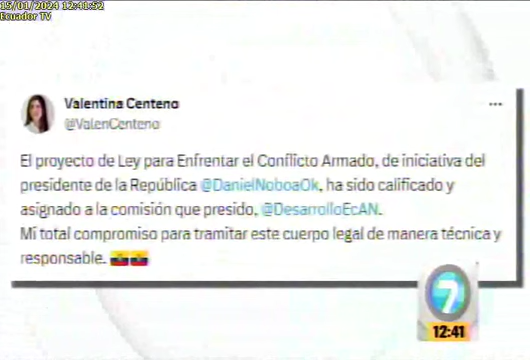 15/01/2024 12:41:52
Ecuador TV
Valentina Centeno
@ValenCenteno
El proyecto de Ley para Enfrentar el Conflicto Armado, de iniciativa del
presidente de la República @DanielNoboaOk, ha sido calificado y
asignado a la comisión que presido, @DesarrolloEcAN.
Mi total compromiso para tramitar este cuerpo legal de manera técnica y
responsable. 🇪🇨🇪🇨
7
12:41